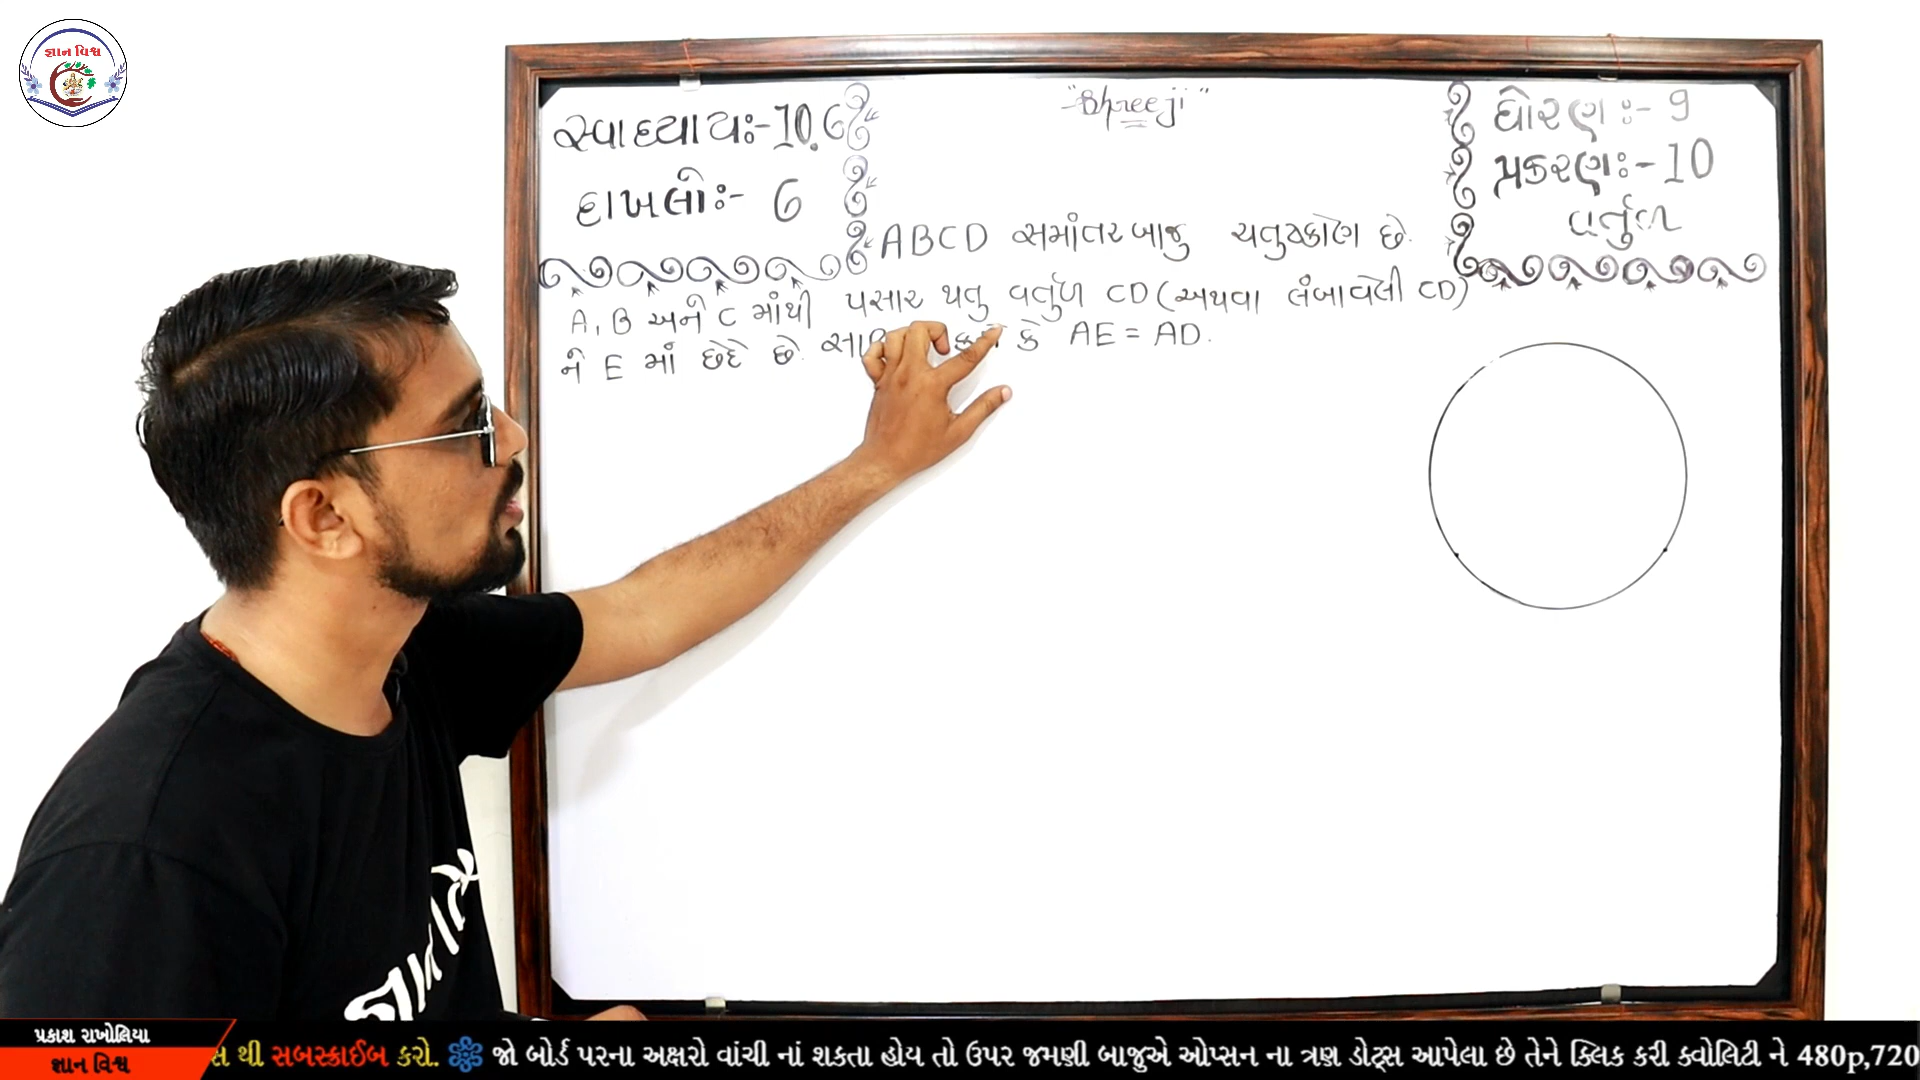 જ્ઞાન વિશ્વ
"Shreeji"
સ્વાધ્યાયઃ- 10.6
દાખલોઃ- 6
ધોરણઃ- 9
પ્રકરણઃ- 10
વર્તુળ
ABCD સમાંતરબાજુ ચતુષ્કોણ છે.
A, B અને C માંથી પસાર થતુ વર્તુળ CD (અથવા લંબાવેલી CD)
ને E માં છેદે છે. કે AE = AD.
પ્રકાશ રાખોલિયા
જ્ઞાન વિશ્વ
થી સબસ્ક્રાઈબ કરો. જો બોર્ડ પરના અક્ષરો વાંચી નાં શકતા હોય તો ઉપર જમણી બાજુએ ઓપ્સન ના ત્રણ ડોટ્સ આપેલા છે તેને ક્લિક કરી ક્વોલિટી ને 480p,720